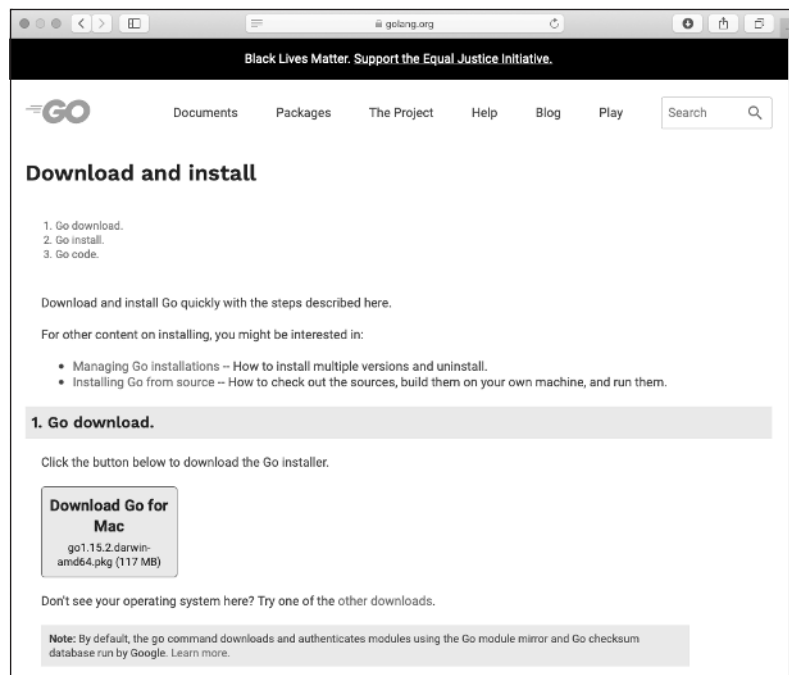 golang.org
Black Lives Matter. Support the Equal Justice Initiative.
GO
Documents
Packages
The Project
Help
Blog
Play
Search
Download and install
1. Go download.
2. Go install.
3. Go code.
Download and install Go quickly with the steps described here.
For other content on installing, you might be interested in:
• Managing Go installations -- How to install multiple versions and uninstall.
• Installing Go from source -- How to check out the sources, build them on your own machine, and run them.
1. Go download.
Click the button below to download the Go installer.
Download Go for
Mac
go1.15.2.darwin-
amd64.pkg (117 MB)
Don't see your operating system here? Try one of the other downloads.
Note: By default, the go command downloads and authenticates modules using the Go module mirror and Go checksum
database run by Google. Learn more.